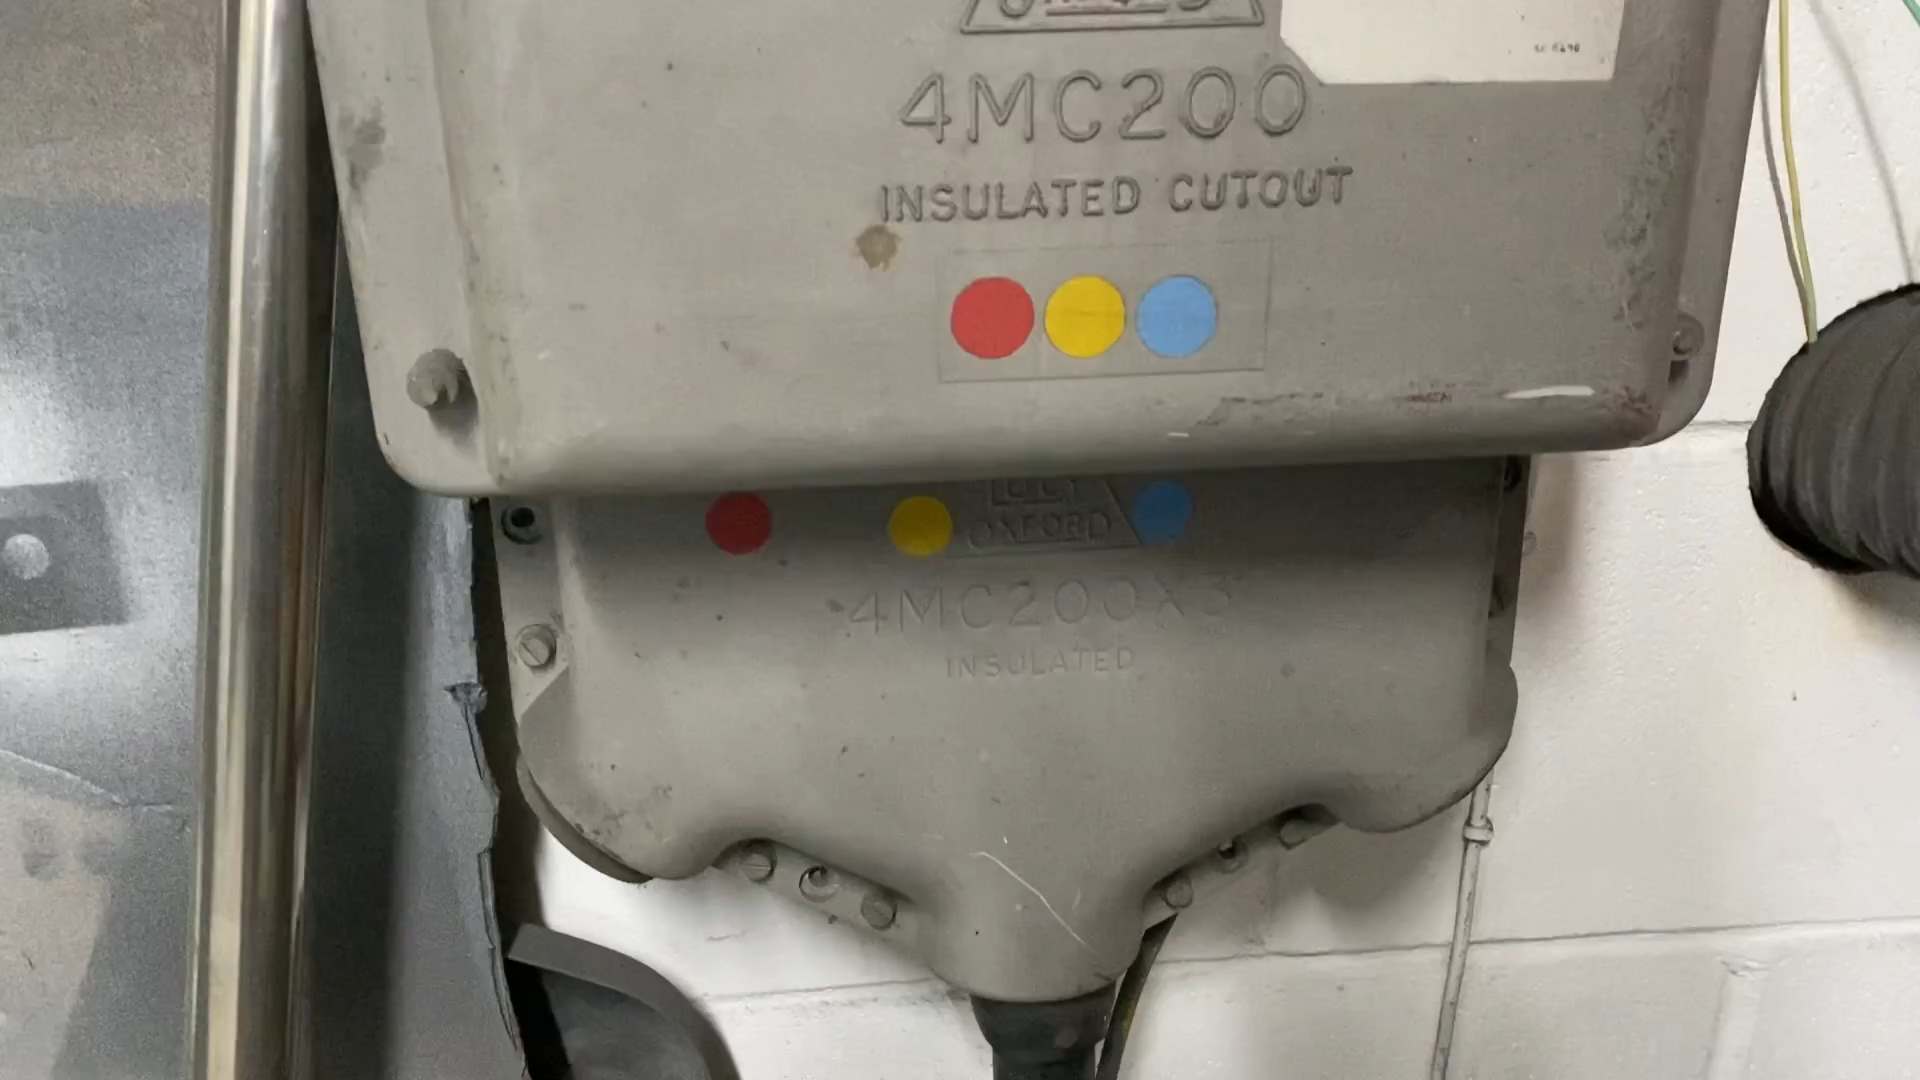 4MC200
INSULATED CUTOUT
OXFORD
4MC200X3
INSULATED